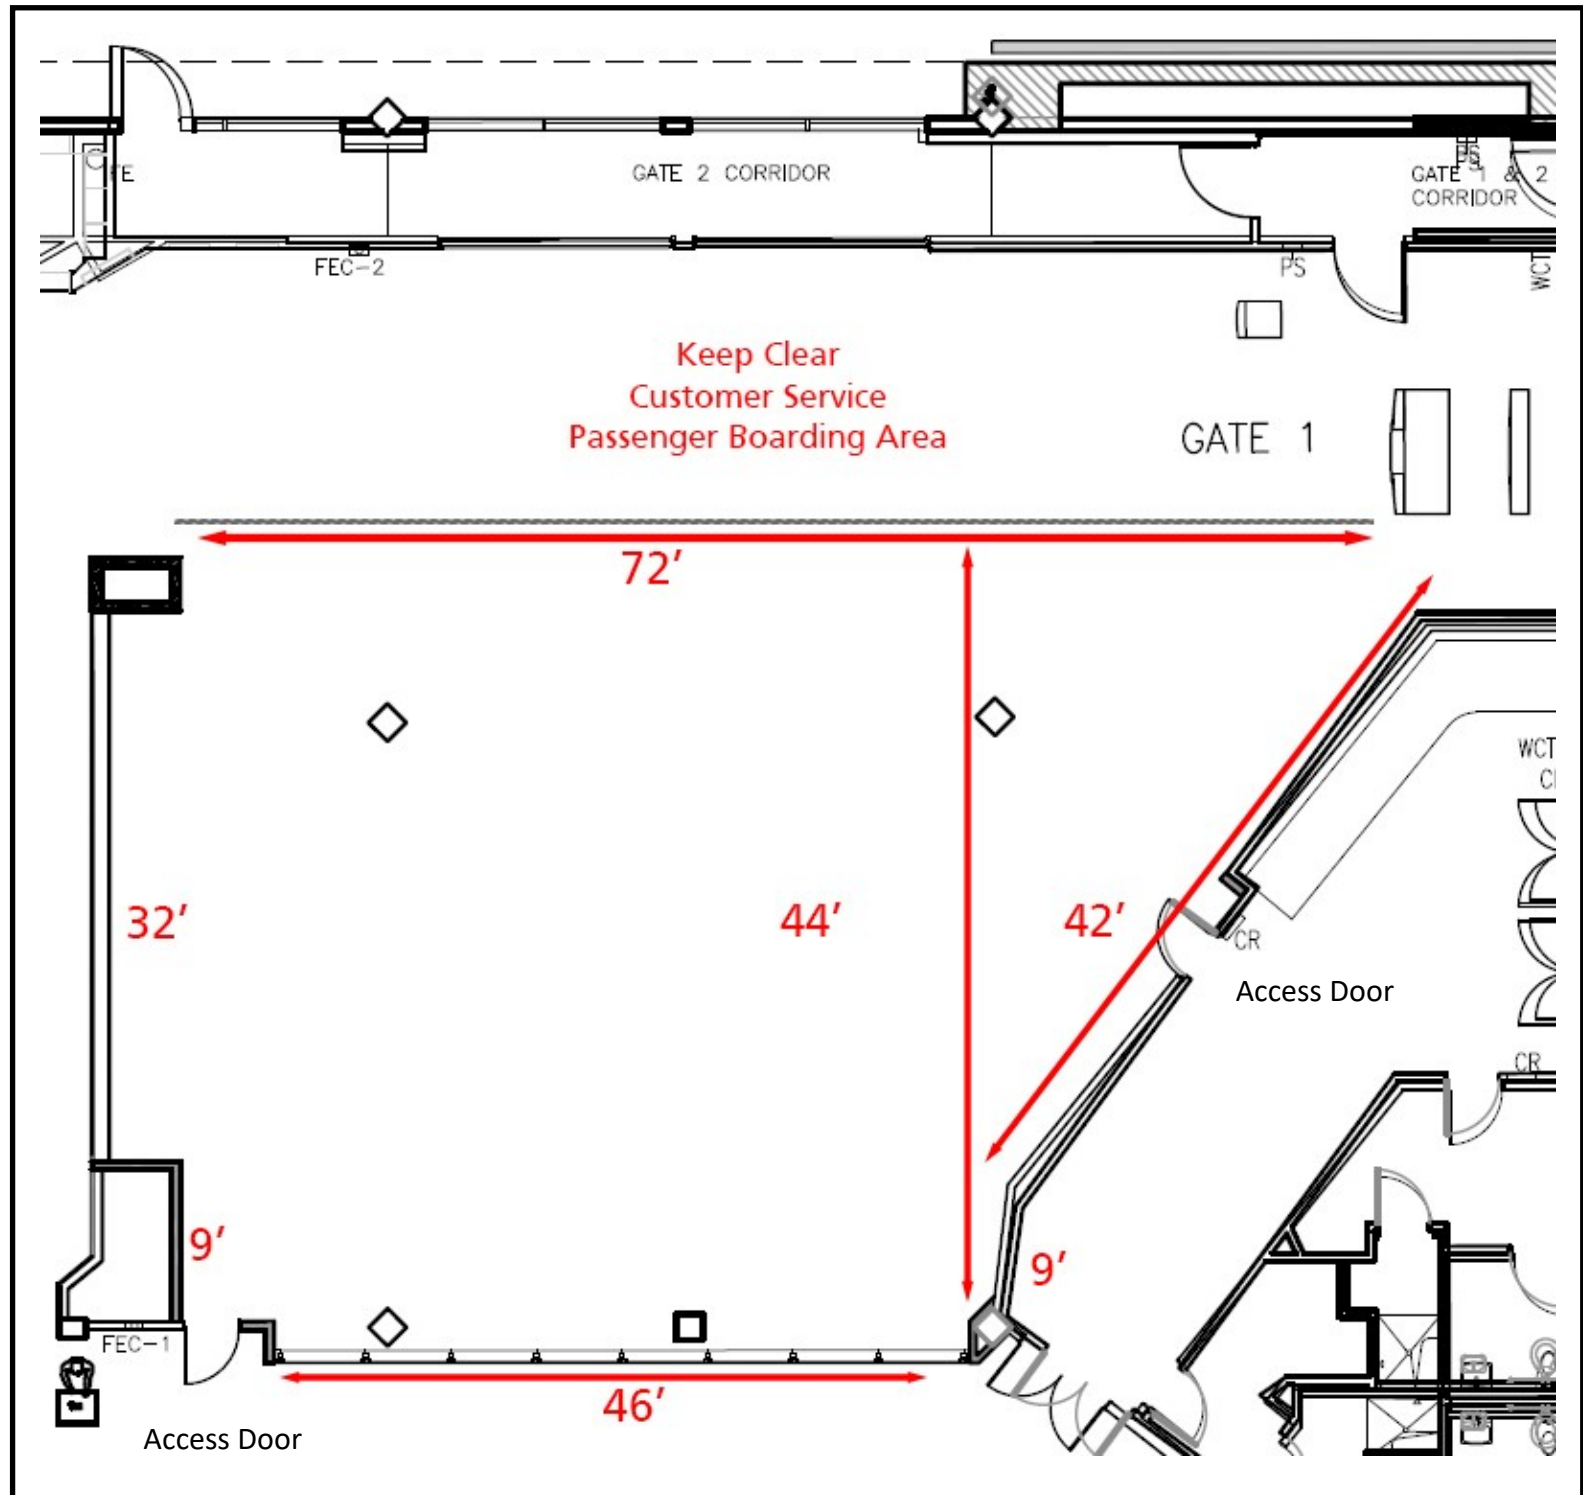 FE
GATE 2 CORRIDOR
PS
GATE 1 & 2
CORRIDOR
FEC-2
PS
WCT
Keep Clear
Customer Service
Passenger Boarding Area
GATE 1
72'
WCT
32'
44'
42'
CR
Access Door
CR
9'
9'
FEC-1
46'
Access Door